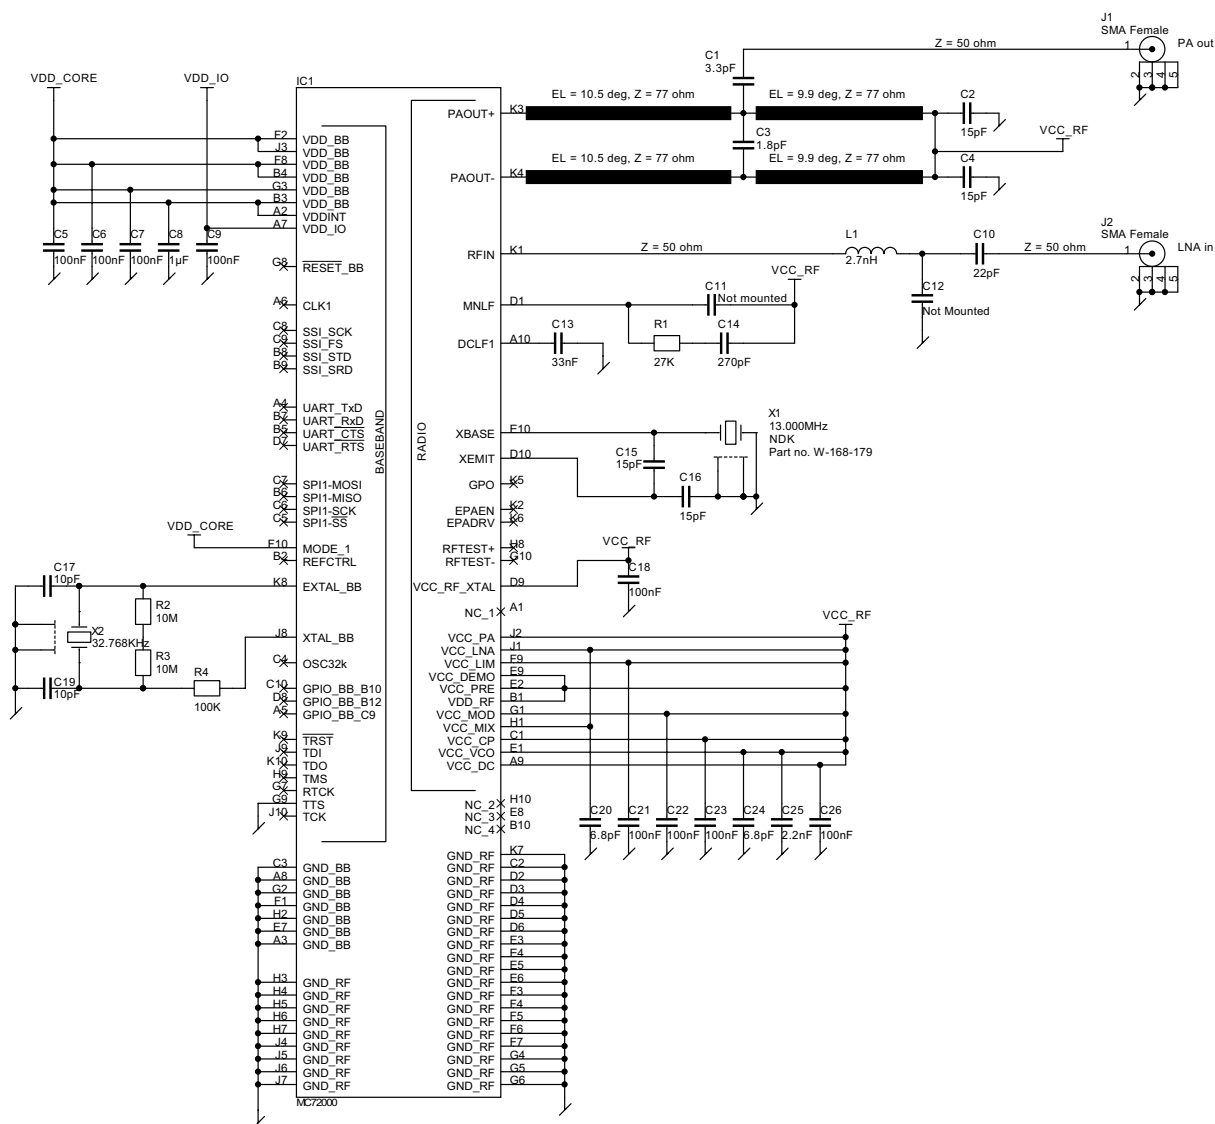 J1
SMA Female
PA out
1
2 3 4 5
Z = 50 ohm
C1
3.3pF
VDD_CORE
VDD_IO
IC1
EL = 10.5 deg, Z = 77 ohm
EL = 9.9 deg, Z = 77 ohm
C2
15pF
PAOUT+ K3
C3
1.8pF
VCC_RF
EL = 10.5 deg, Z = 77 ohm
EL = 9.9 deg, Z = 77 ohm
C4
15pF
PAOUT- K4
VDD_BB
J3 VDD_BB
VDD_BB
B4 VDD_BB
G3 VDD_BB
B3 VDD_BB
A2 VDDINT
A7 VDD_IO
C5
100nF
C6
100nF
C7
100nF
C8
1µF
C9
100nF
G8 RESET_BB
A6 CLK1
C8 SSI_SCK
C9 SSI_FS
B8 SSI_STD
B9 SSI_SRD
A4 UART_TxD
B7 UART_RxD
UART_CTS
D7 UART_RTS
BASEBAND
RADIO
C7 SPI1-MOSI
B6 SPI1-MISO
C6 SPI1-SCK
C5 SPI1-SS
VDD_CORE
F10 MODE_1
B2 REFCTRL
K8 EXTAL_BB
J8 XTAL_BB
C4 OSC32k
C10 GPIO_BB_B10
D8 GPIO_BB_B12
A5 GPIO_BB_C9
K9 TRST
J9 TDI
K10 TDO
H9 TMS
G7 RTCK
G9 TTS
J10 TCK
C17
10pF
R2
10M
X2
32.768KHz
R3
10M
C19
10pF
R4
100K
RFIN K1
Z = 50 ohm
L1
2.7nH
C10
22pF
Z = 50 ohm
J2
SMA Female
LNA in
1
2 3 4 5
C12
Not Mounted
VCC_RF
MNLF D1
C11
Not mounted
R1
27K
C14
270pF
DCLF1 A10
C13
33nF
XBASE
XEMIT D10
C15
15pF
C16
15pF
X1
13.000MHz
NDK
Part no. W-168-179
GPO K5
EPAEN K2
EPADRV K6
RFTEST+ H8
RFTEST- G10
VCC_RF
VCC_RF_XTAL D9
C18
100nF
NC_1 A1
VCC_RF
VCC_PA J2
VCC_LNA J1
VCC_LIM F9
VCC_DEMO E9
VCC_PRE E2
VDD_RF B1
VCC_MOD G1
VCC_MIX H1
VCC_CP C1
VCC_VCO E1
VCC_DC A9
NC_2 H10
NC_3 E8
NC_4 B10
C20
6.8pF
C21
100nF
C22
100nF
C23
100nF
C24
6.8pF
C25
2.2nF
C26
100nF
C3 GND_BB
A8 GND_BB
G2 GND_BB
F1 GND_BB
H2 GND_BB
E7 GND_BB
A3 GND_BB
H3 GND_RF
H4 GND_RF
H5 GND_RF
H6 GND_RF
H7 GND_RF
J4 GND_RF
J5 GND_RF
J6 GND_RF
J7 GND_RF
GND_RF K7
GND_RF C2
GND_RF D2
GND_RF D3
GND_RF D4
GND_RF D5
GND_RF D6
GND_RF E3
GND_RF E4
GND_RF E5
GND_RF E6
GND_RF F3
GND_RF F4
GND_RF F5
GND_RF F6
GND_RF F7
GND_RF G4
GND_RF G5
GND_RF G6
MC72000